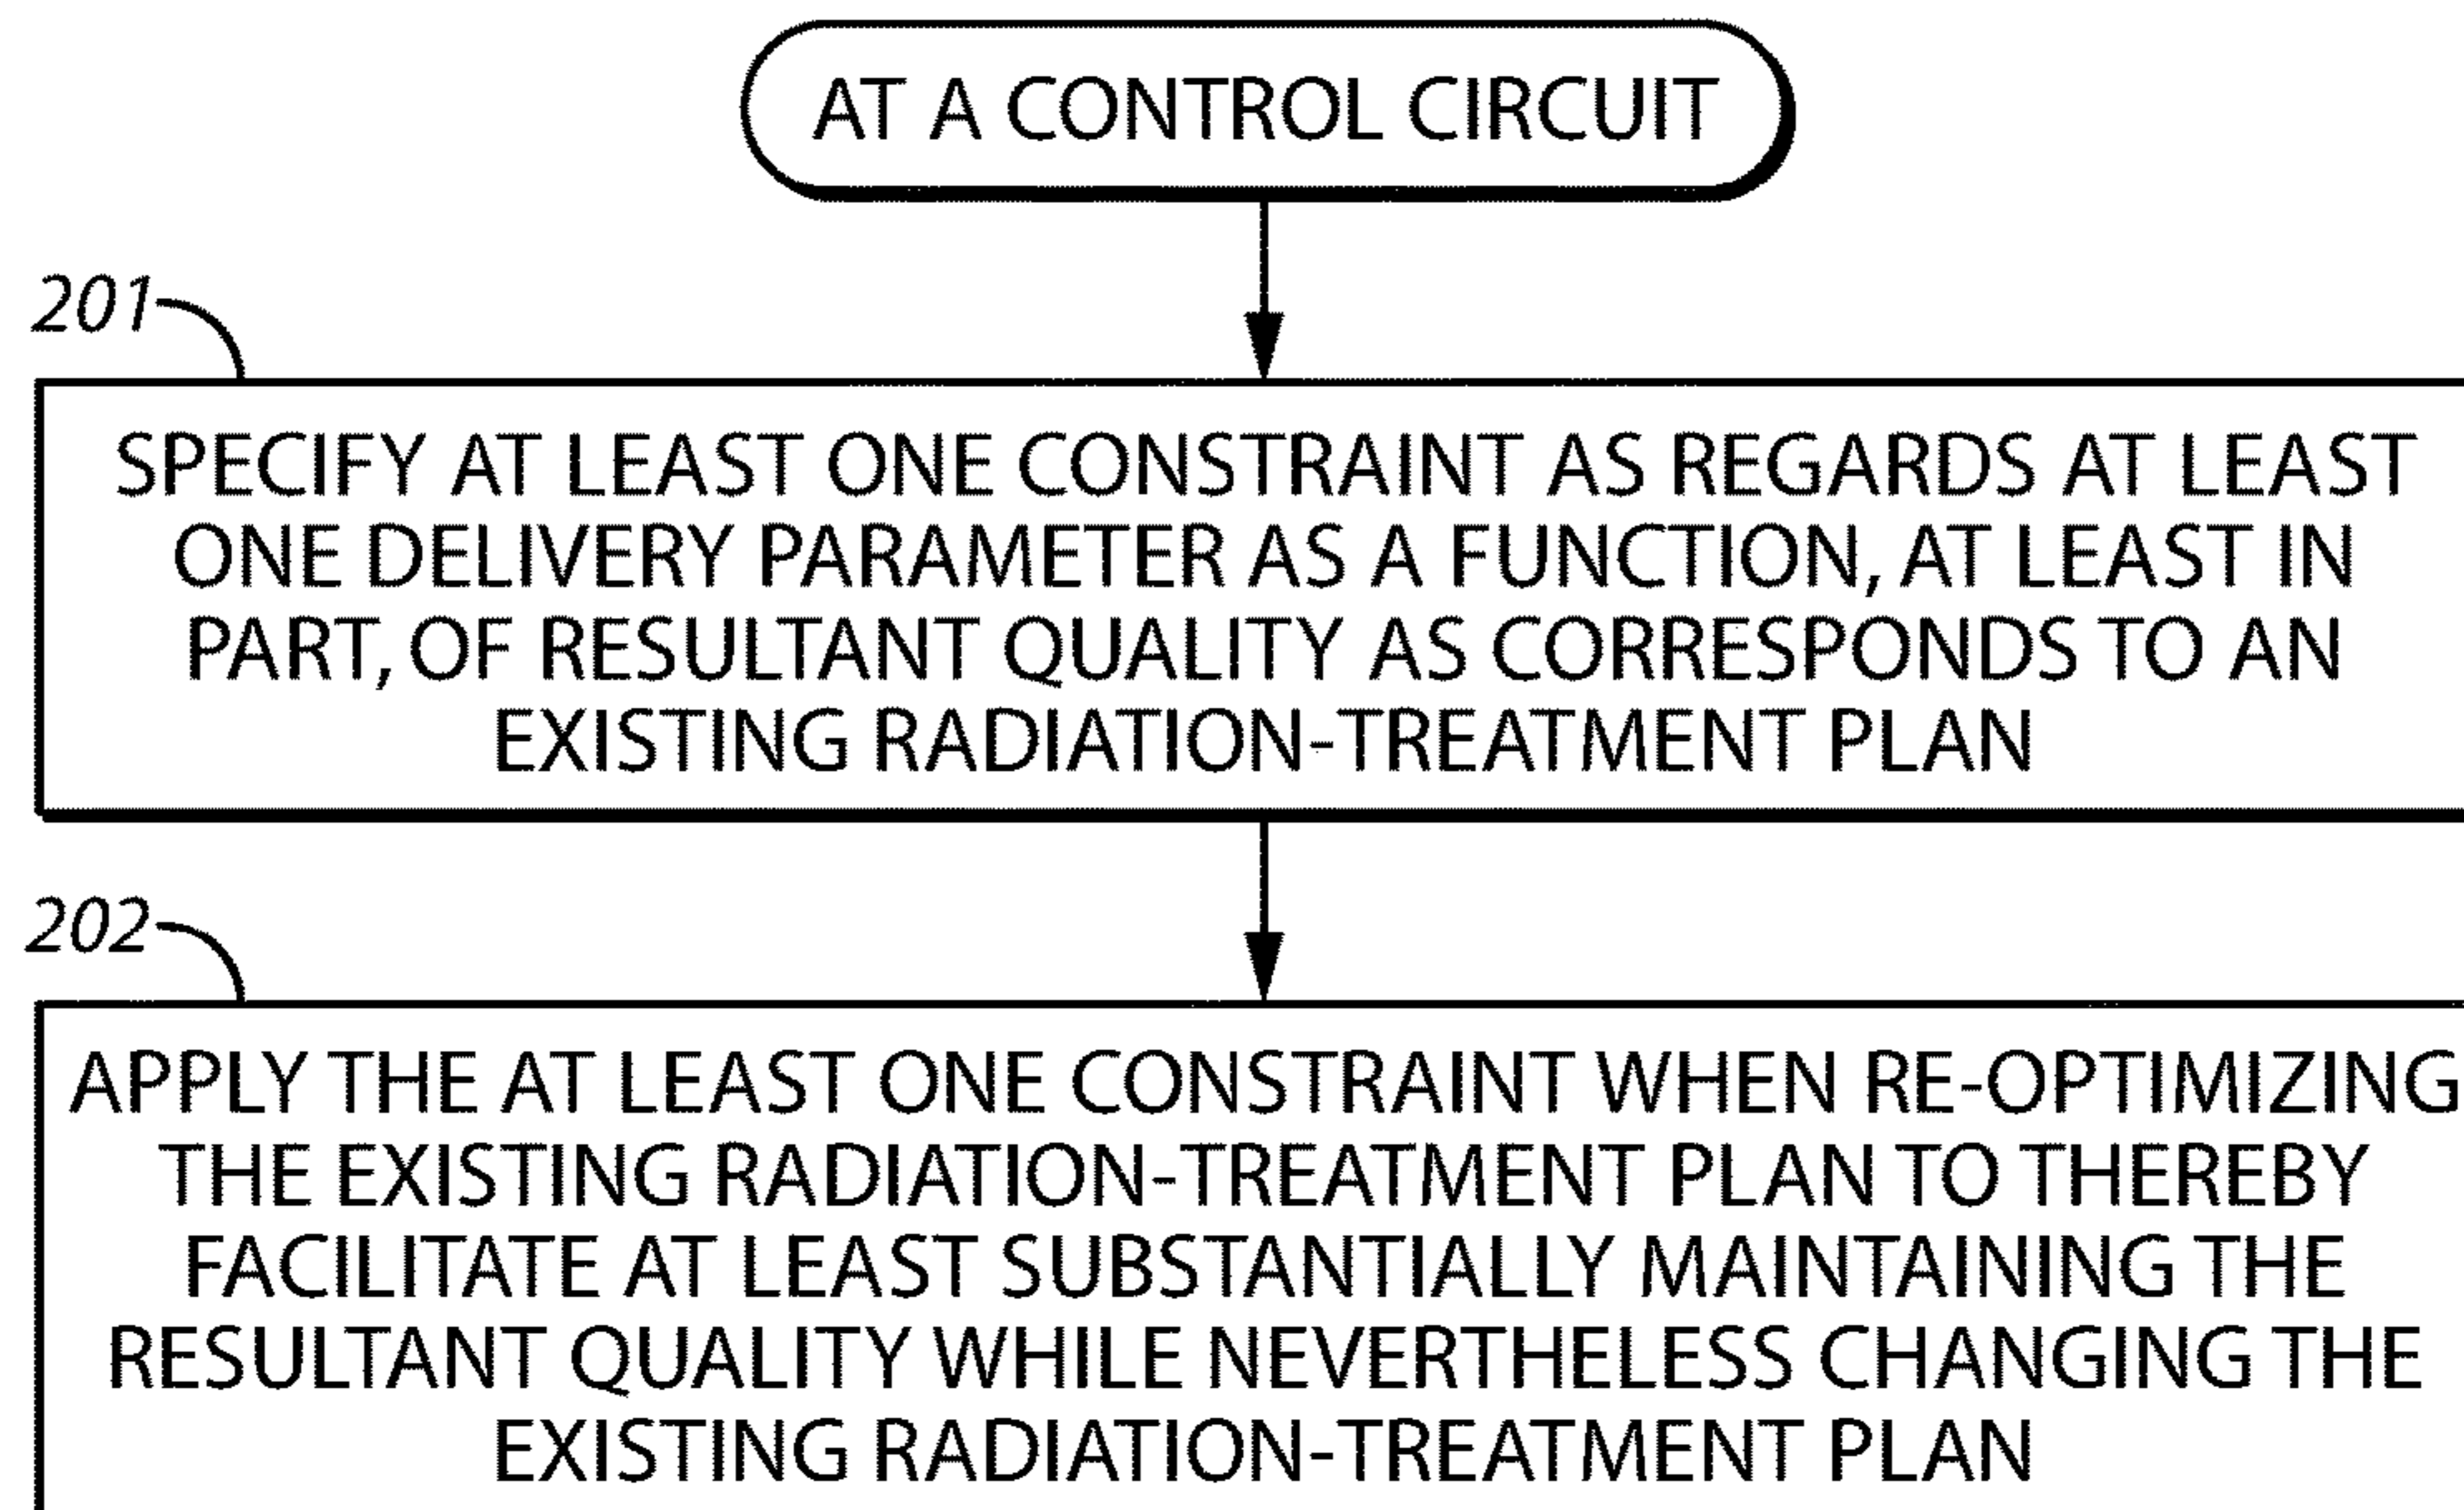 AT A CONTROL CIRCUIT
201
SPECIFY AT LEAST ONE CONSTRAINT AS REGARDS AT LEAST
ONE DELIVERY PARAMETER AS A FUNCTION, AT LEAST IN
PART, OF RESULTANT QUALITY AS CORRESPONDS TO AN
EXISTING RADIATION-TREATMENT PLAN
202
APPLY THE AT LEAST ONE CONSTRAINT WHEN RE-OPTIMIZING
THE EXISTING RADIATION-TREATMENT PLAN TO THEREBY
FACILITATE AT LEAST SUBSTANTIALLY MAINTAINING THE
RESULTANT QUALITY WHILE NEVERTHELESS CHANGING THE
EXISTING RADIATION-TREATMENT PLAN